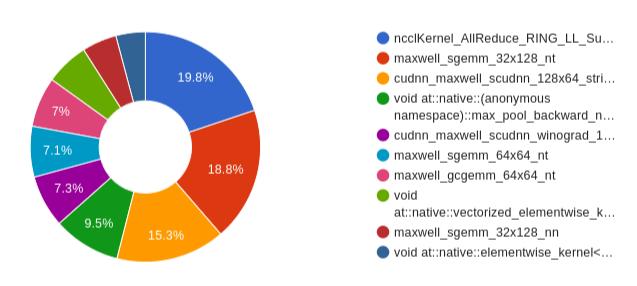 19.8%
18.8%
15.3%
9.5%
7.3%
7.1%
7%
ncclKernel_AllReduce_RING_LL_Su...
maxwell_sgemm_32x128_nt
cudnn_maxwell_scudnn_128x64_stri...
void at::native::(anonymous
namespace)::max_pool_backward_n...
cudnn_maxwell_scudnn_winograd_1...
maxwell_sgemm_64x64_nt
maxwell_gcgemm_64x64_nt
void
at::native::vectorized_elementwise_k...
maxwell_sgemm_32x128_nn
void at::native::elementwise_kernel<...